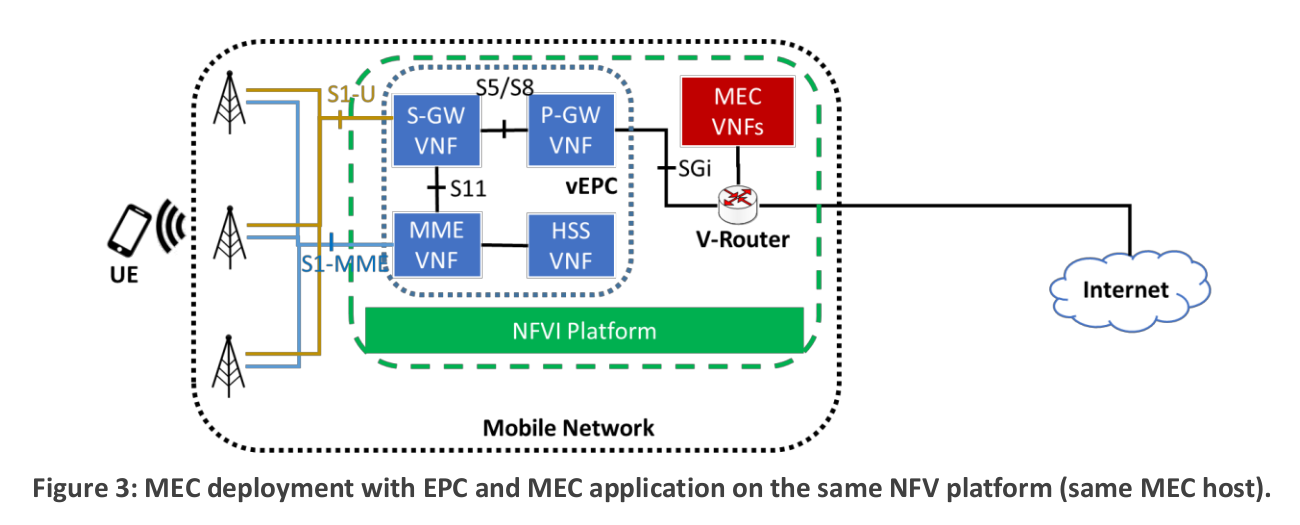 S1-U
S5/S8
S-GW
VNF
P-GW
VNF
MEC
VNFs
SGi
S11
vEPC
V-Router
MME
VNF
HSS
VNF
S1-MME
UE
Internet
NFVI Platform
Mobile Network
Figure 3: MEC deployment with EPC and MEC application on the same NFV platform (same MEC host).